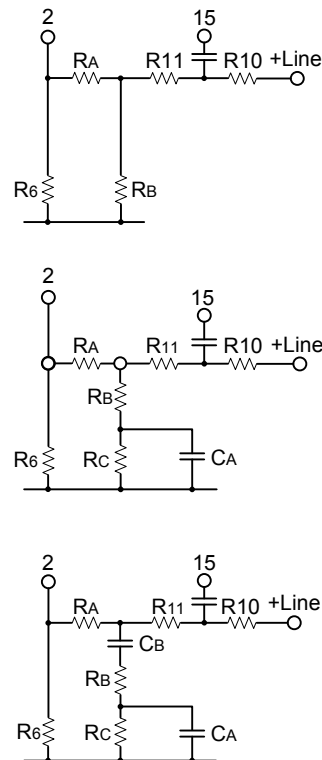 2 15
RA R11 R10 +Line
R6 RB
2
15
RA R11 R10 +Line
RB
R6 RC CA
2 15
RA R11 R10 +Line
CB
RB
R6 RC CA